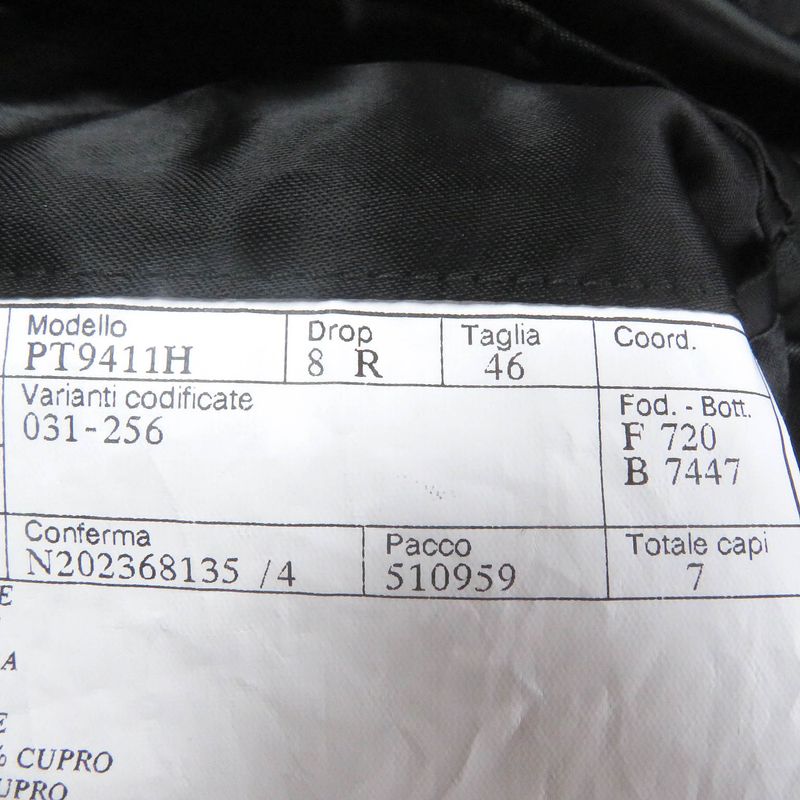 Modello Drop Taglia Coord.
PT9411H 8 R 46
Varianti codificate Fod. - Bott.
031-256 F 720
B 7447
Conferma Pacco Totale capi
N202368135 /4 510959 7
E
A
E
% CUPRO
UPRO